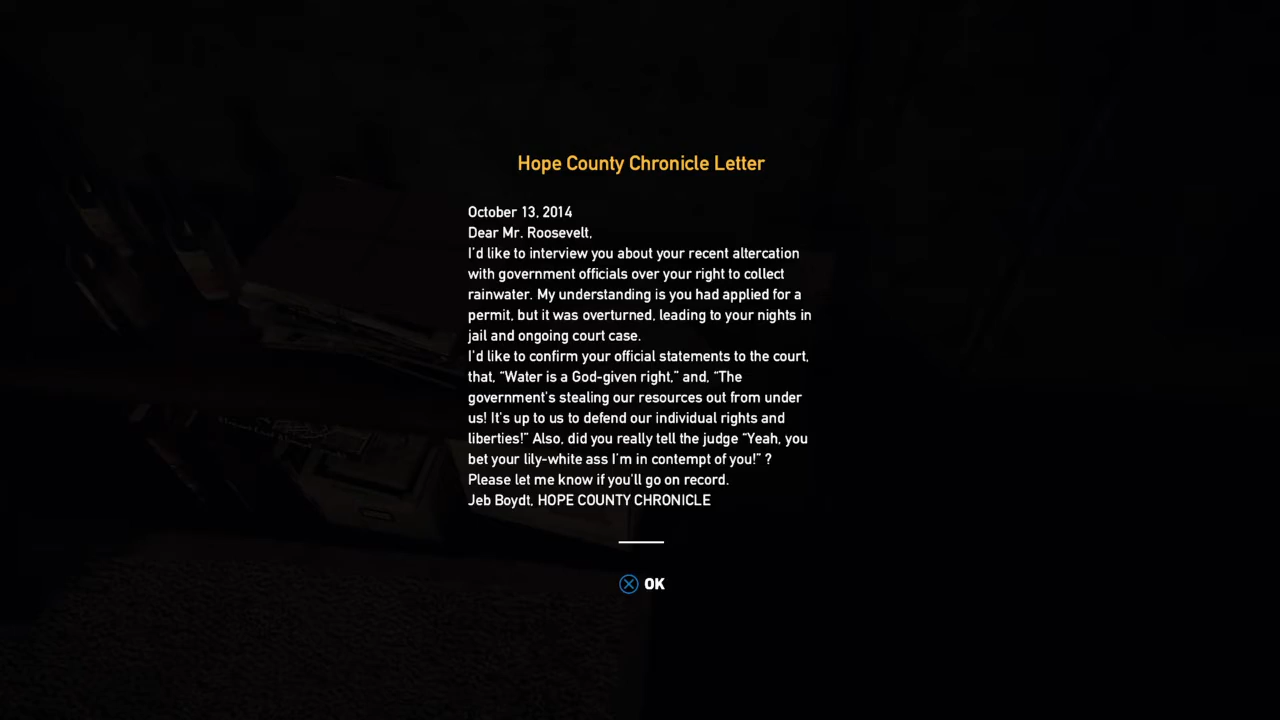 Hope County Chronicle Letter
October 13, 2014
Dear Mr. Roosevelt,
I'd like to interview you about your recent altercation
with government officials over your right to collect
rainwater. My understanding is you had applied for a
permit, but it was overturned, leading to your nights in
jail and ongoing court case.
I'd like to confirm your official statements to the court,
that, “Water is a God-given right,” and, “The
government's stealing our resources out from under
us! It's up to us to defend our individual rights and
liberties!” Also, did you really tell the judge “Yeah, you
bet your lily-white ass I'm in contempt of you!” ?
Please let me know if you'll go on record.
Jeb Boydt, HOPE COUNTY CHRONICLE
OK